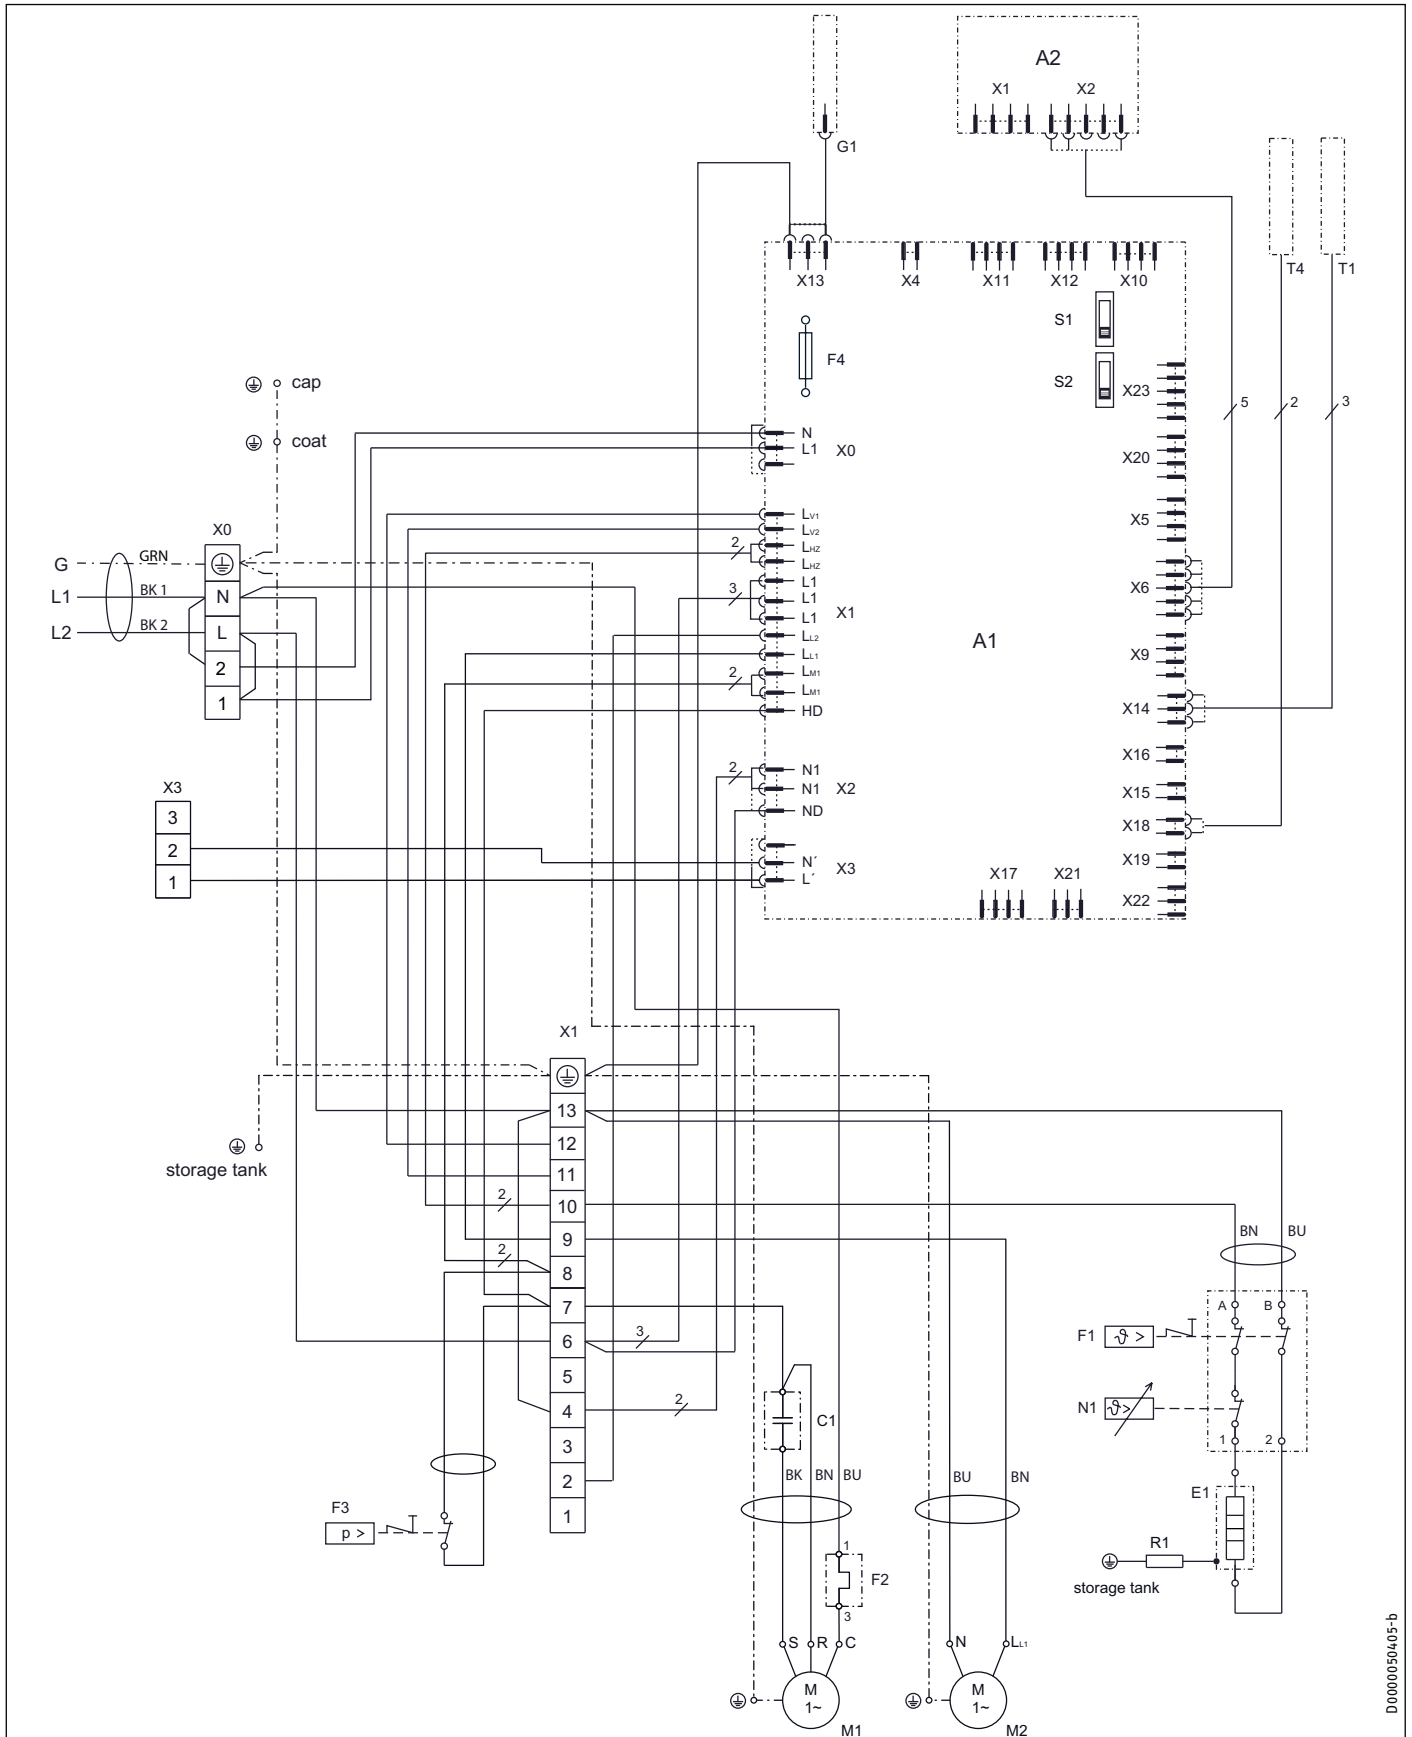 A2
X1 X2
G1
T4 T1
X13 X4 X11 X12 X10
S1
F4
S2
X23
5 2 3
cap
coat
N
L1 X0
X20
X5
X0
G GRN
L1 BK 1 N
L2 BK 2 L
2
1
LV1
LV2
2 LHZ
LHZ
L1
3 L1
L1 X1
LL2
LL1
2 LM1
LM1
HD
A1
X6
X9
X14
X16
X15
X18
X19
X22
2 N1
N1 X2
ND
N´
L´ X3
X17 X21
X3
3
2
1
X1
13
12
11
2 10
9
2 8
7
6 3
5
4 2
3
2
1
storage tank
BN BU
A B
F1 ϑ >
N1 ϑ>
1 2
C1
BK BN BU
BU BN
F3
p >
E1
R1
storage tank
1
F2
3
S R C
N LL1
M
1~
M1
M
1~
M2
D0000050405-b